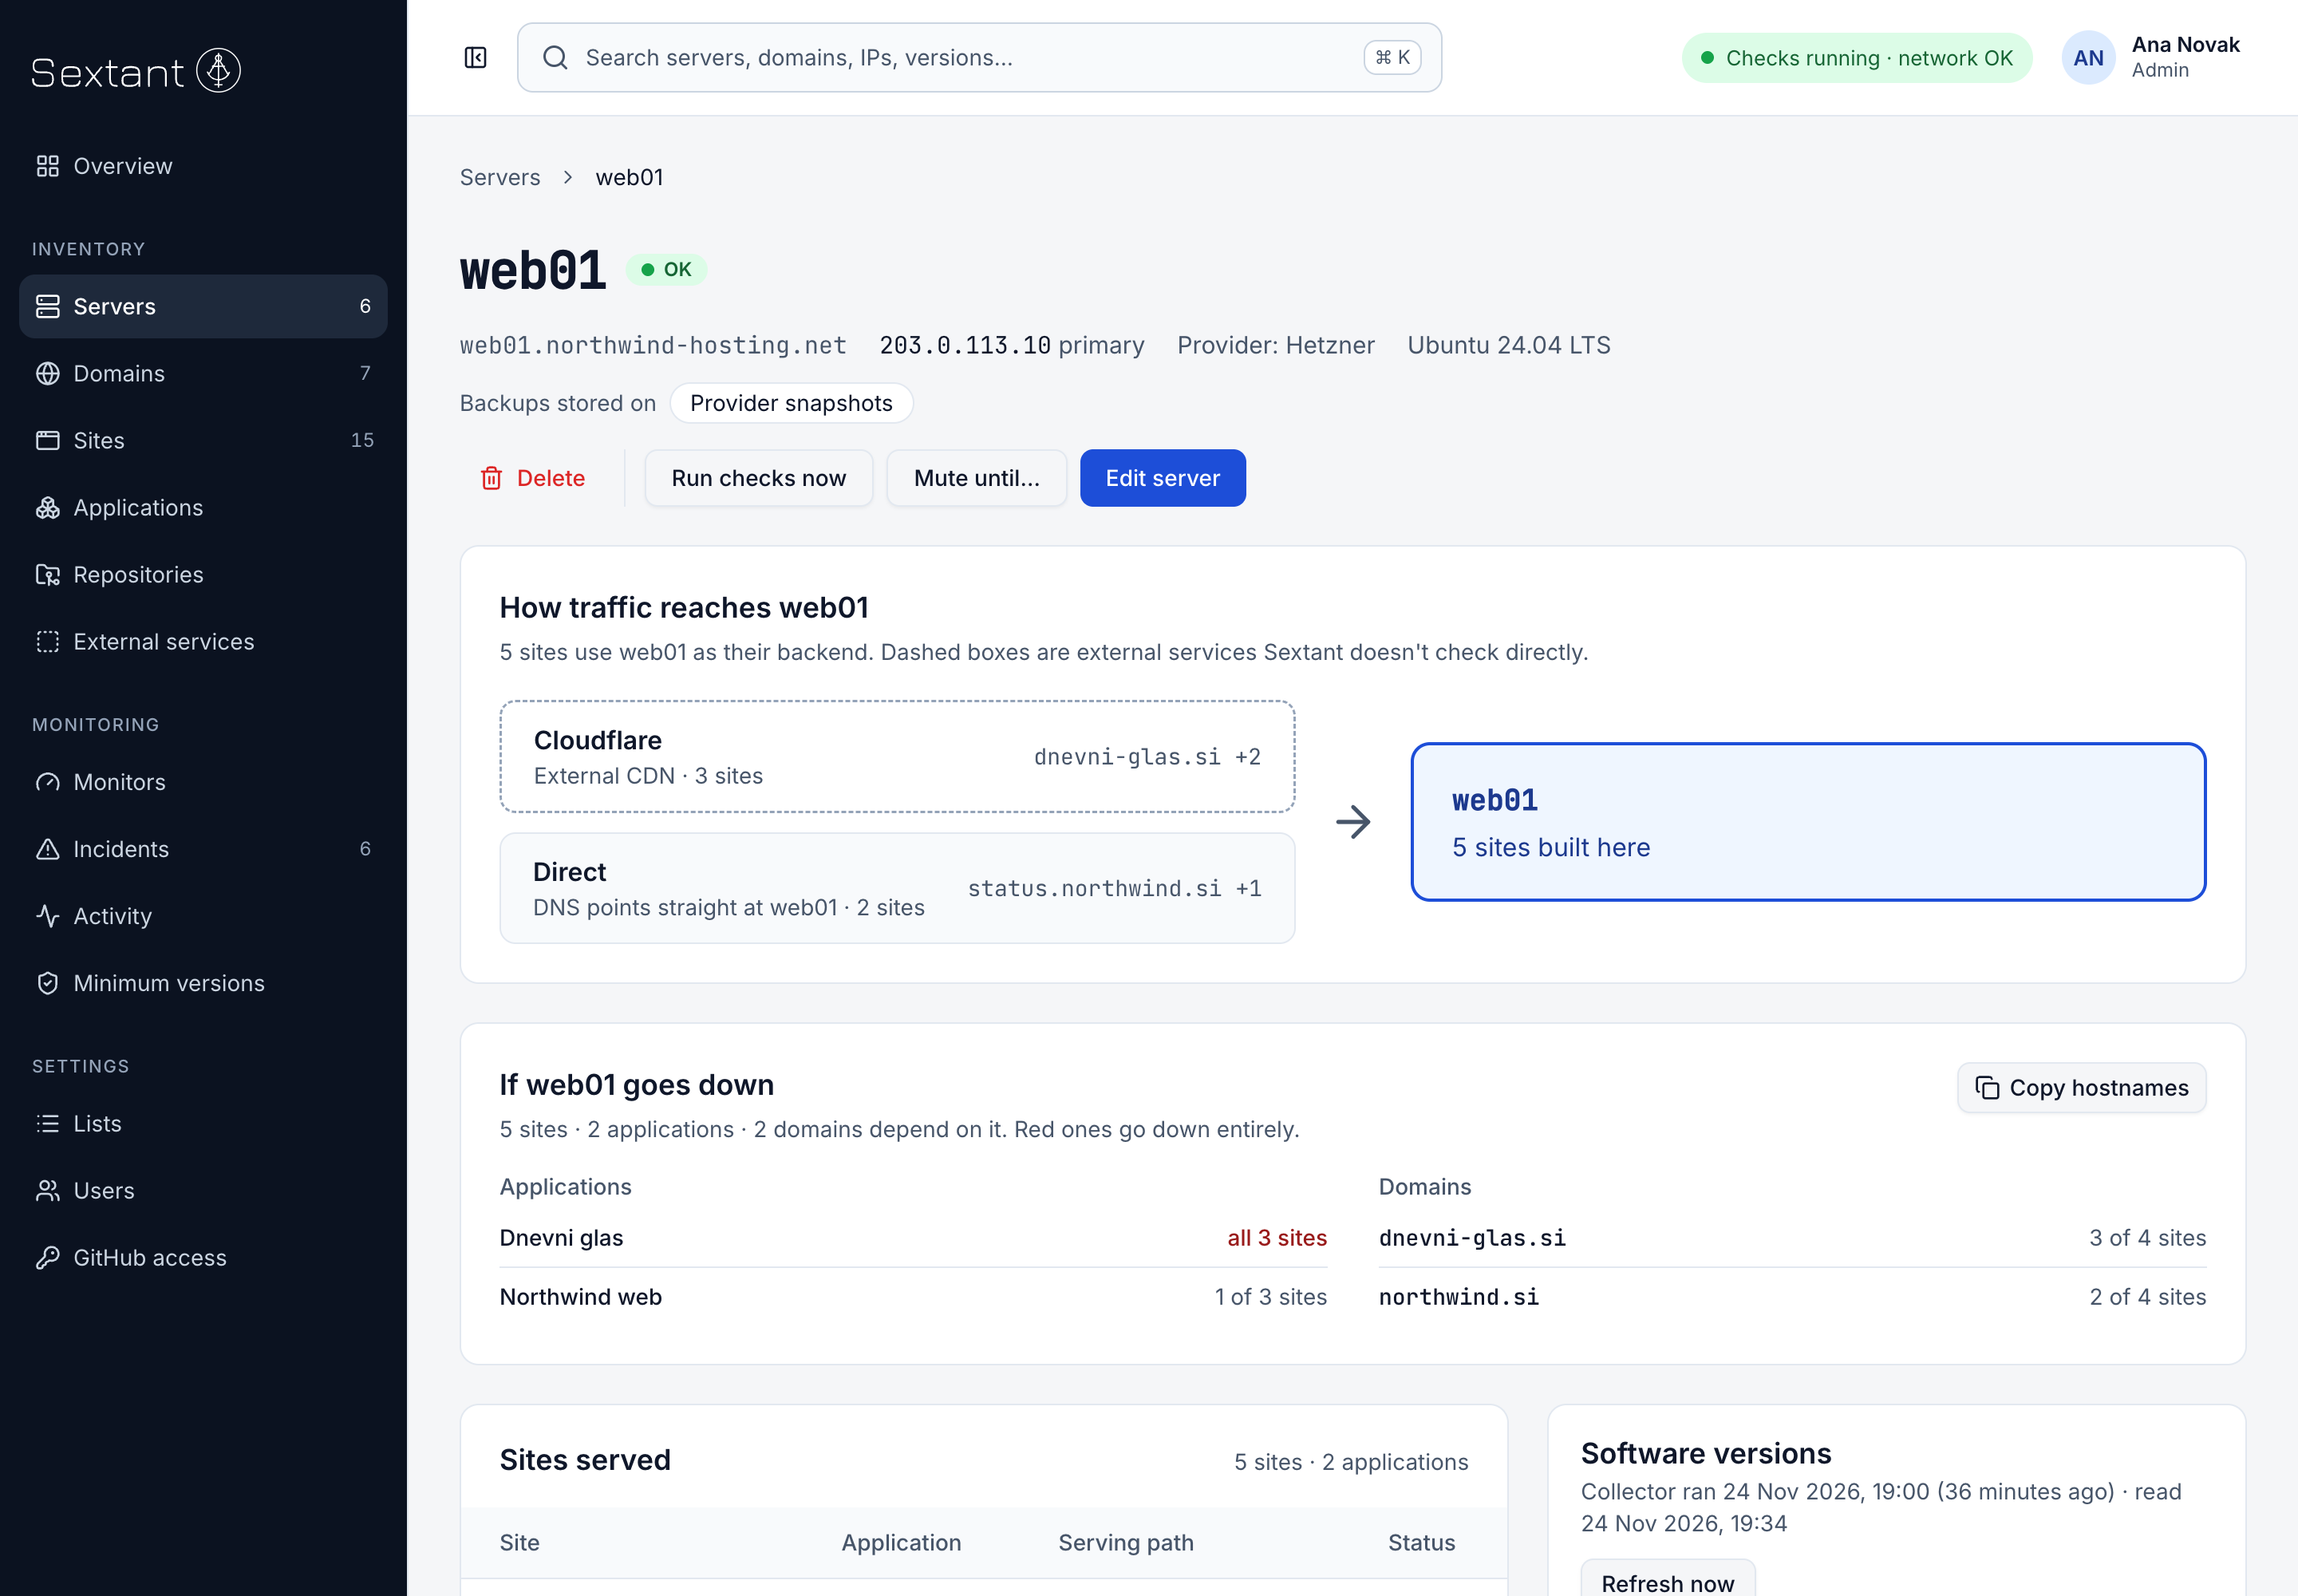 Sextant
Overview
INVENTORY
Servers 6
Domains 7
Sites 15
Applications
Repositories
External services
MONITORING
Monitors
Incidents 6
Activity
Minimum versions
SETTINGS
Lists
Users
GitHub access
Search servers, domains, IPs, versions... ⌘ K
Checks running · network OK
AN
Ana Novak
Admin
Servers > web01
web01 OK
web01.northwind-hosting.net 203.0.113.10 primary Provider: Hetzner Ubuntu 24.04 LTS
Backups stored on Provider snapshots
Delete Run checks now Mute until... Edit server
How traffic reaches web01
5 sites use web01 as their backend. Dashed boxes are external services Sextant doesn't check directly.
Cloudflare
External CDN · 3 sites
dnevni-glas.si +2
Direct
DNS points straight at web01 · 2 sites
status.northwind.si +1
web01
5 sites built here
If web01 goes down
Copy hostnames
5 sites · 2 applications · 2 domains depend on it. Red ones go down entirely.
Applications
Dnevni glas all 3 sites
Northwind web 1 of 3 sites
Domains
dnevni-glas.si 3 of 4 sites
northwind.si 2 of 4 sites
Sites served 5 sites · 2 applications
Site Application Serving path Status
Software versions
Collector ran 24 Nov 2026, 19:00 (36 minutes ago) · read
24 Nov 2026, 19:34
Refresh now